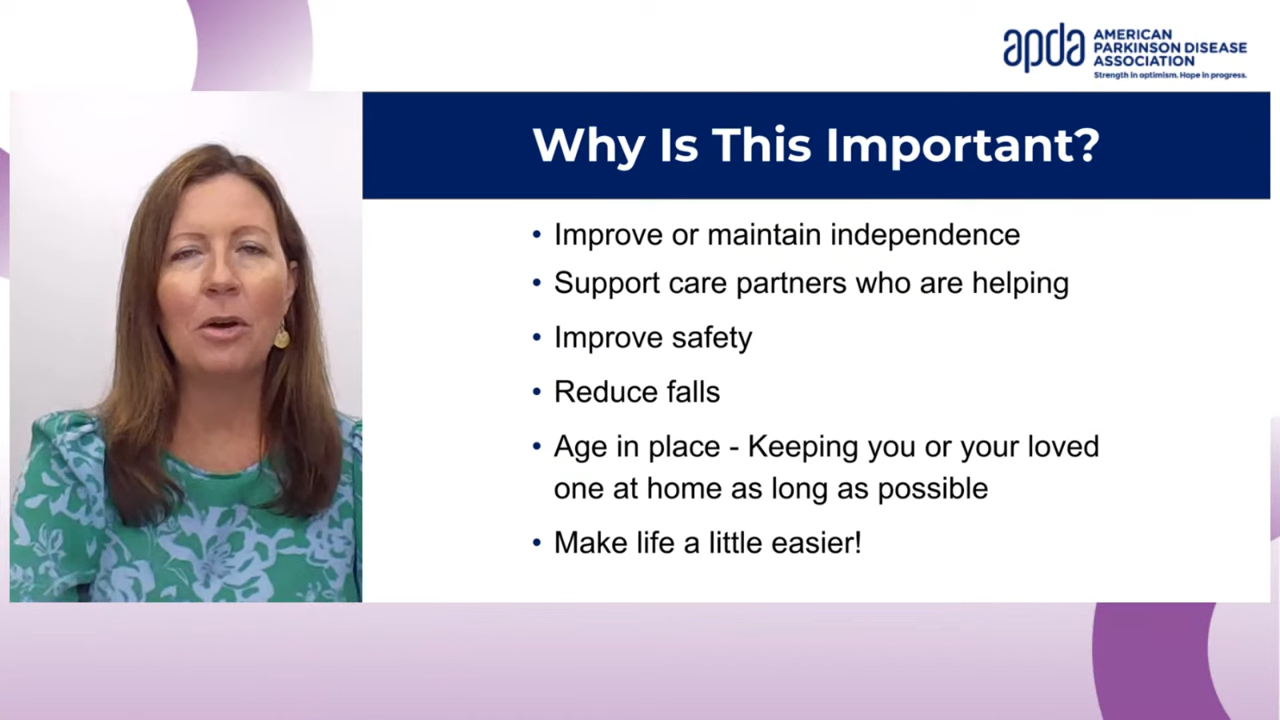 apda AMERICAN
PARKINSON DISEASE
ASSOCIATION
Strength in optimism. Hope in progress.
Why Is This Important?
• Improve or maintain independence
• Support care partners who are helping
• Improve safety
• Reduce falls
• Age in place - Keeping you or your loved
one at home as long as possible
• Make life a little easier!